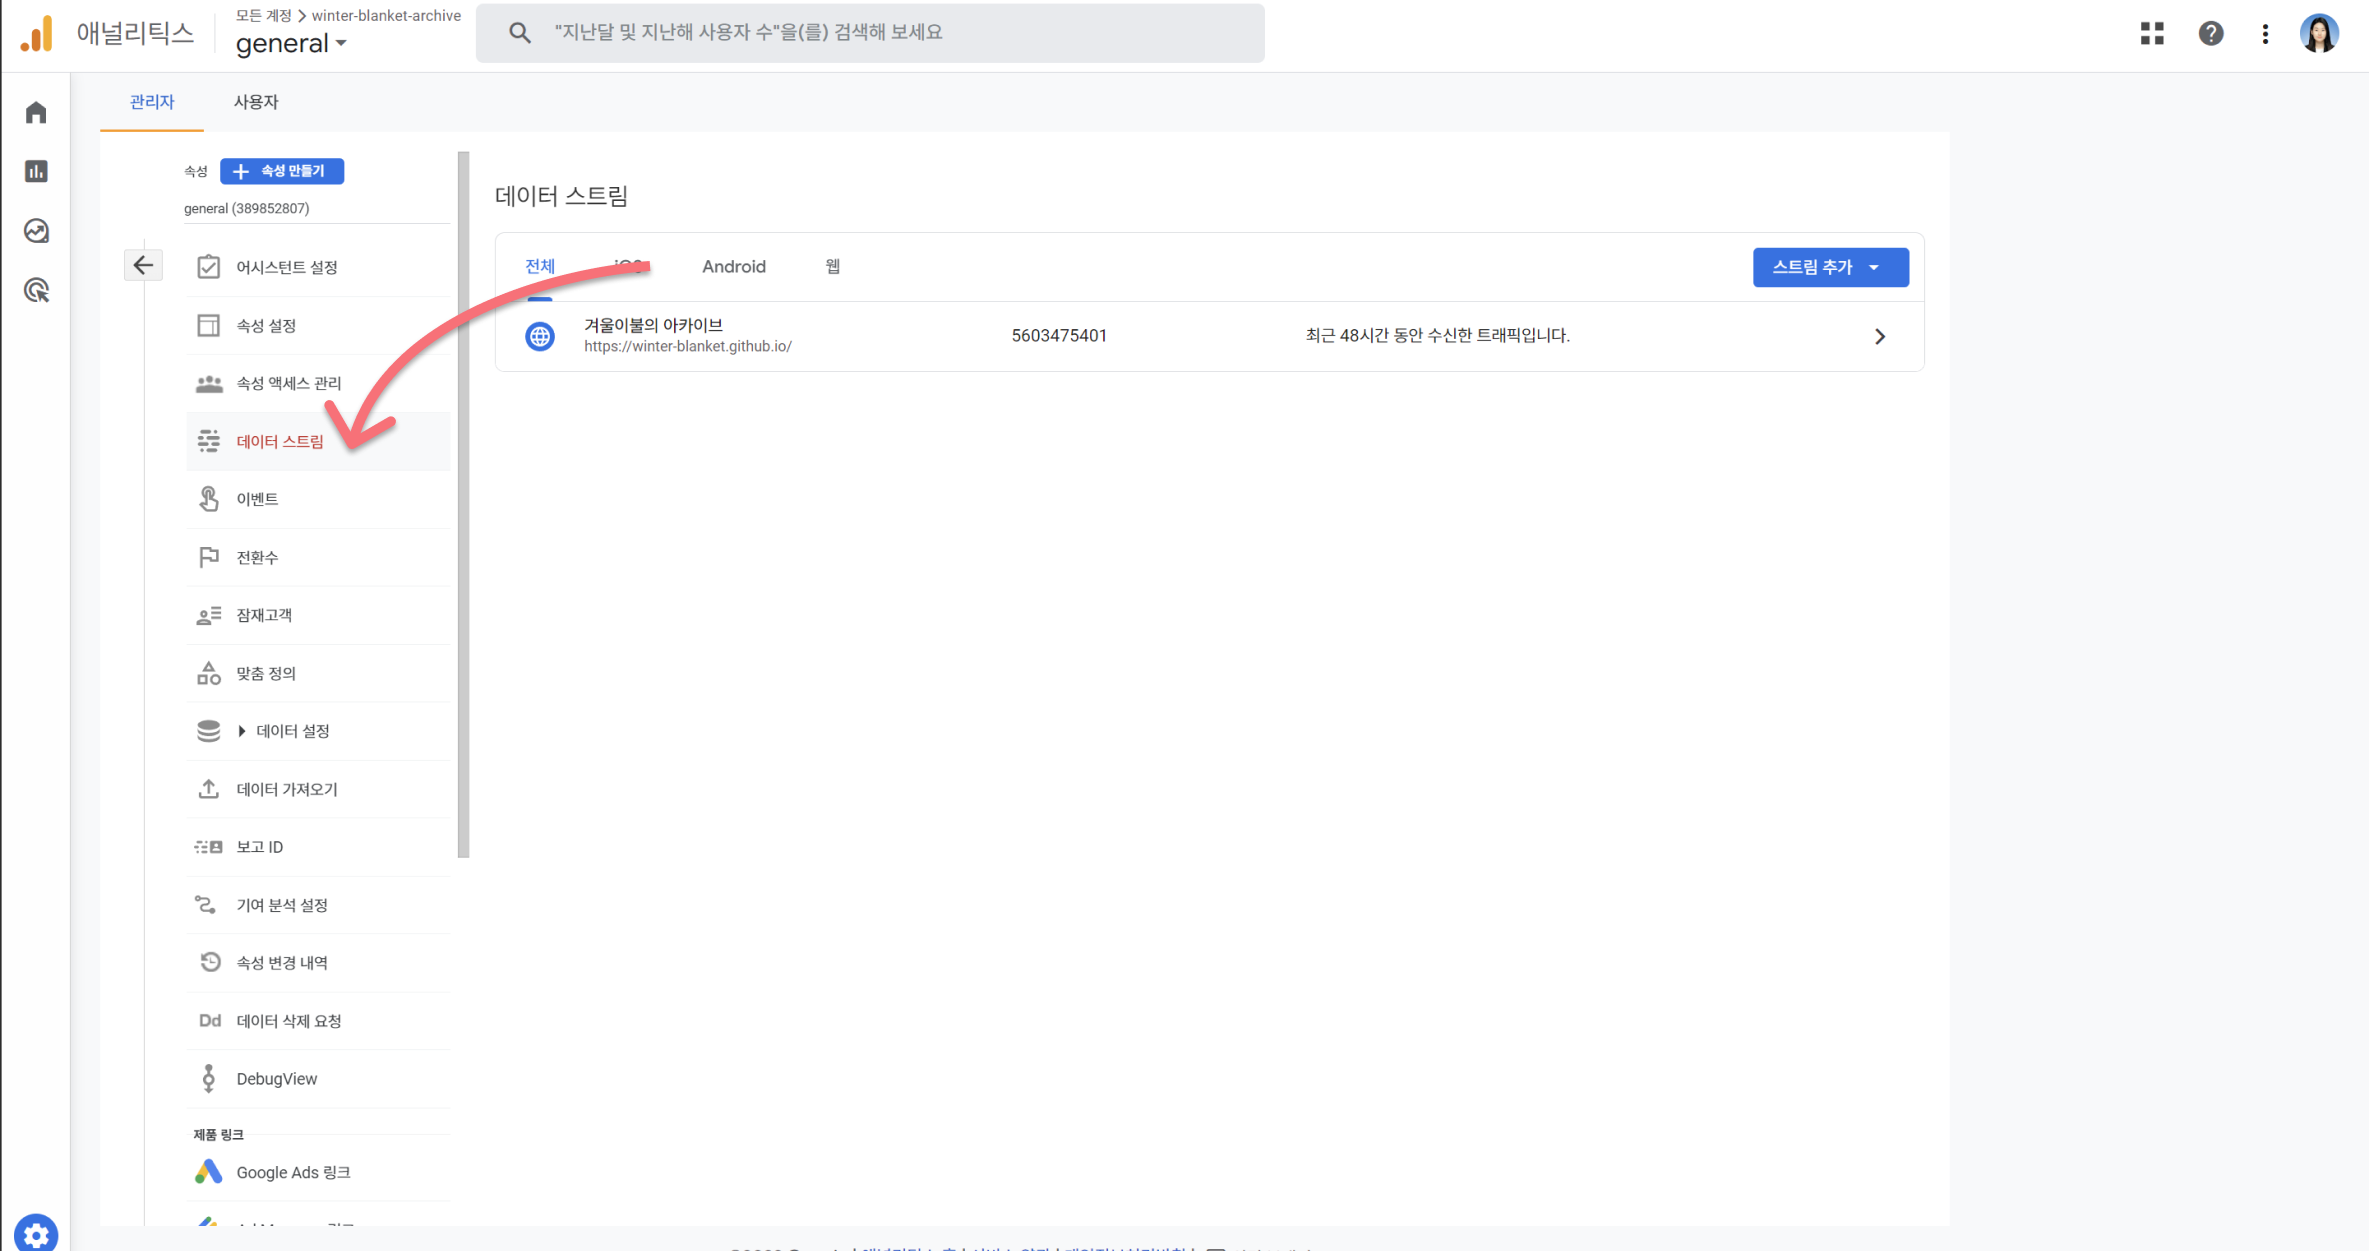 애널리틱스
모든 계정 > winter-blanket-archive
general
"지난달 및 지난해 사용자 수"을(를) 검색해 보세요
관리자
사용자
속성
속성 만들기
general (389852807)
어시스턴트 설정
속성 설정
속성 액세스 관리
데이터 스트림
이벤트
전환수
잠재고객
맞춤 정의
데이터 설정
데이터 가져오기
보고 ID
기여 분석 설정
속성 변경 내역
Dd 데이터 삭제 요청
DebugView
제품 링크
Google Ads 링크
데이터 스트림
전체
iOS
Android
웹
스트림 추가
겨울이불의 아카이브
https://winter-blanket.github.io/
5603475401
최근 48시간 동안 수신한 트래픽입니다.